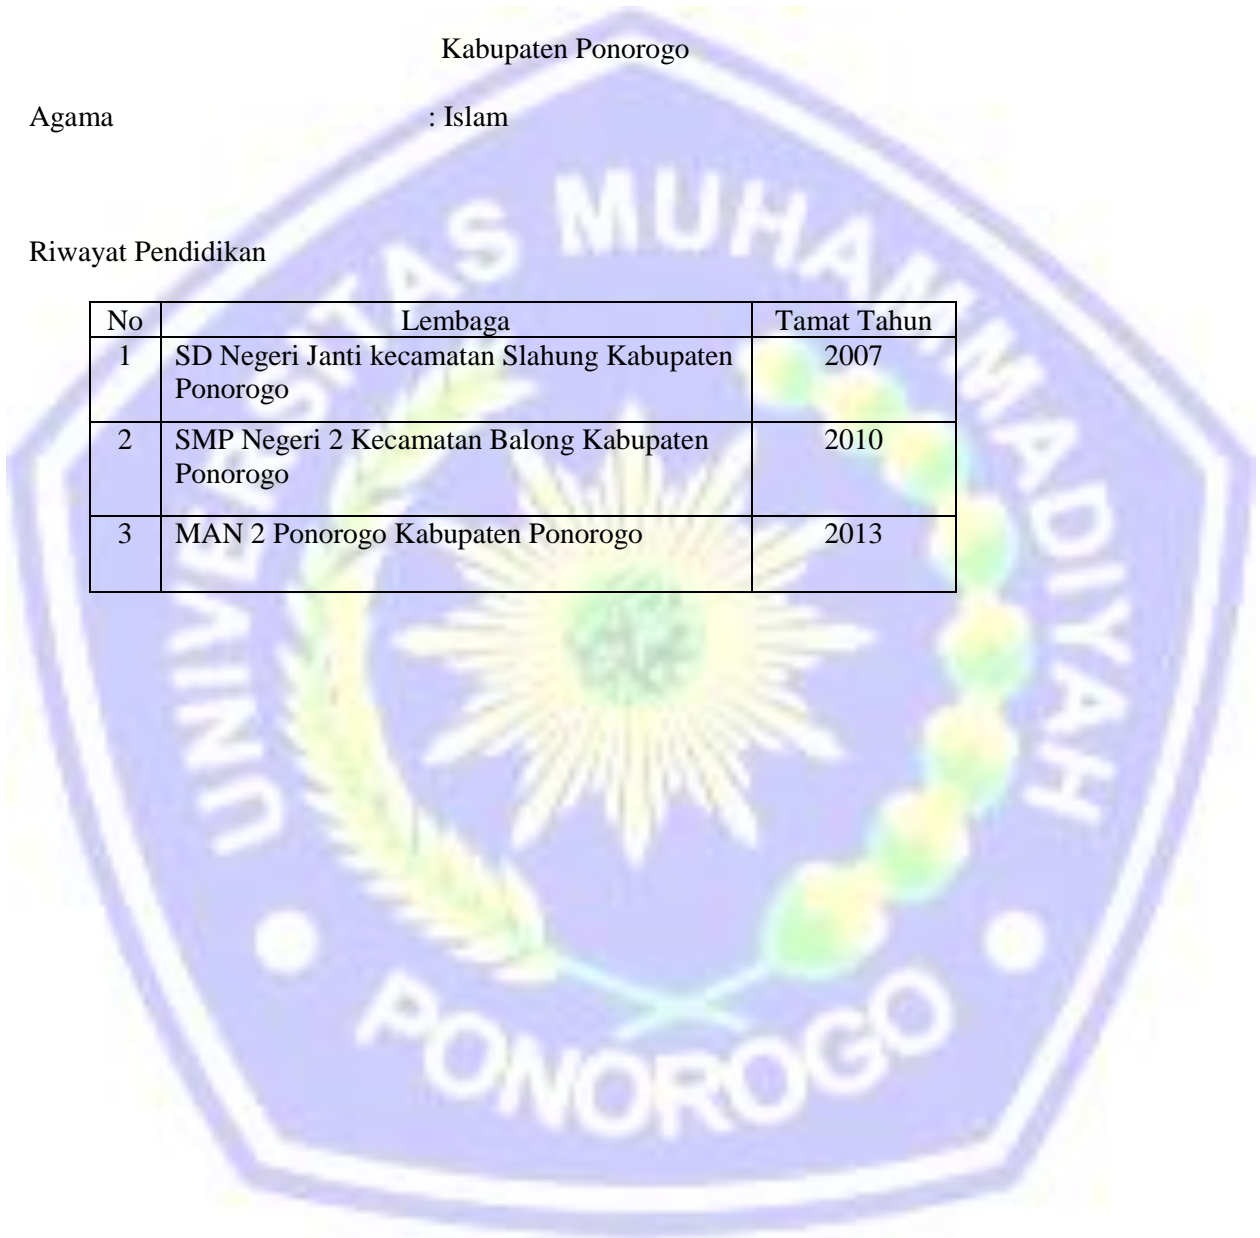 Kabupaten Ponorogo
Agama : Islam
Riwayat Pendidikan
No Lembaga Tamat Tahun
1 SD Negeri Janti kecamatan Slahung Kabupaten 2007
Ponorogo
2 SMP Negeri 2 Kecamatan Balong Kabupaten 2010
Ponorogo
3 MAN 2 Ponorogo Kabupaten Ponorogo 2013
UNIVERSITAS MUHAMMADIYAH
PONOROGO